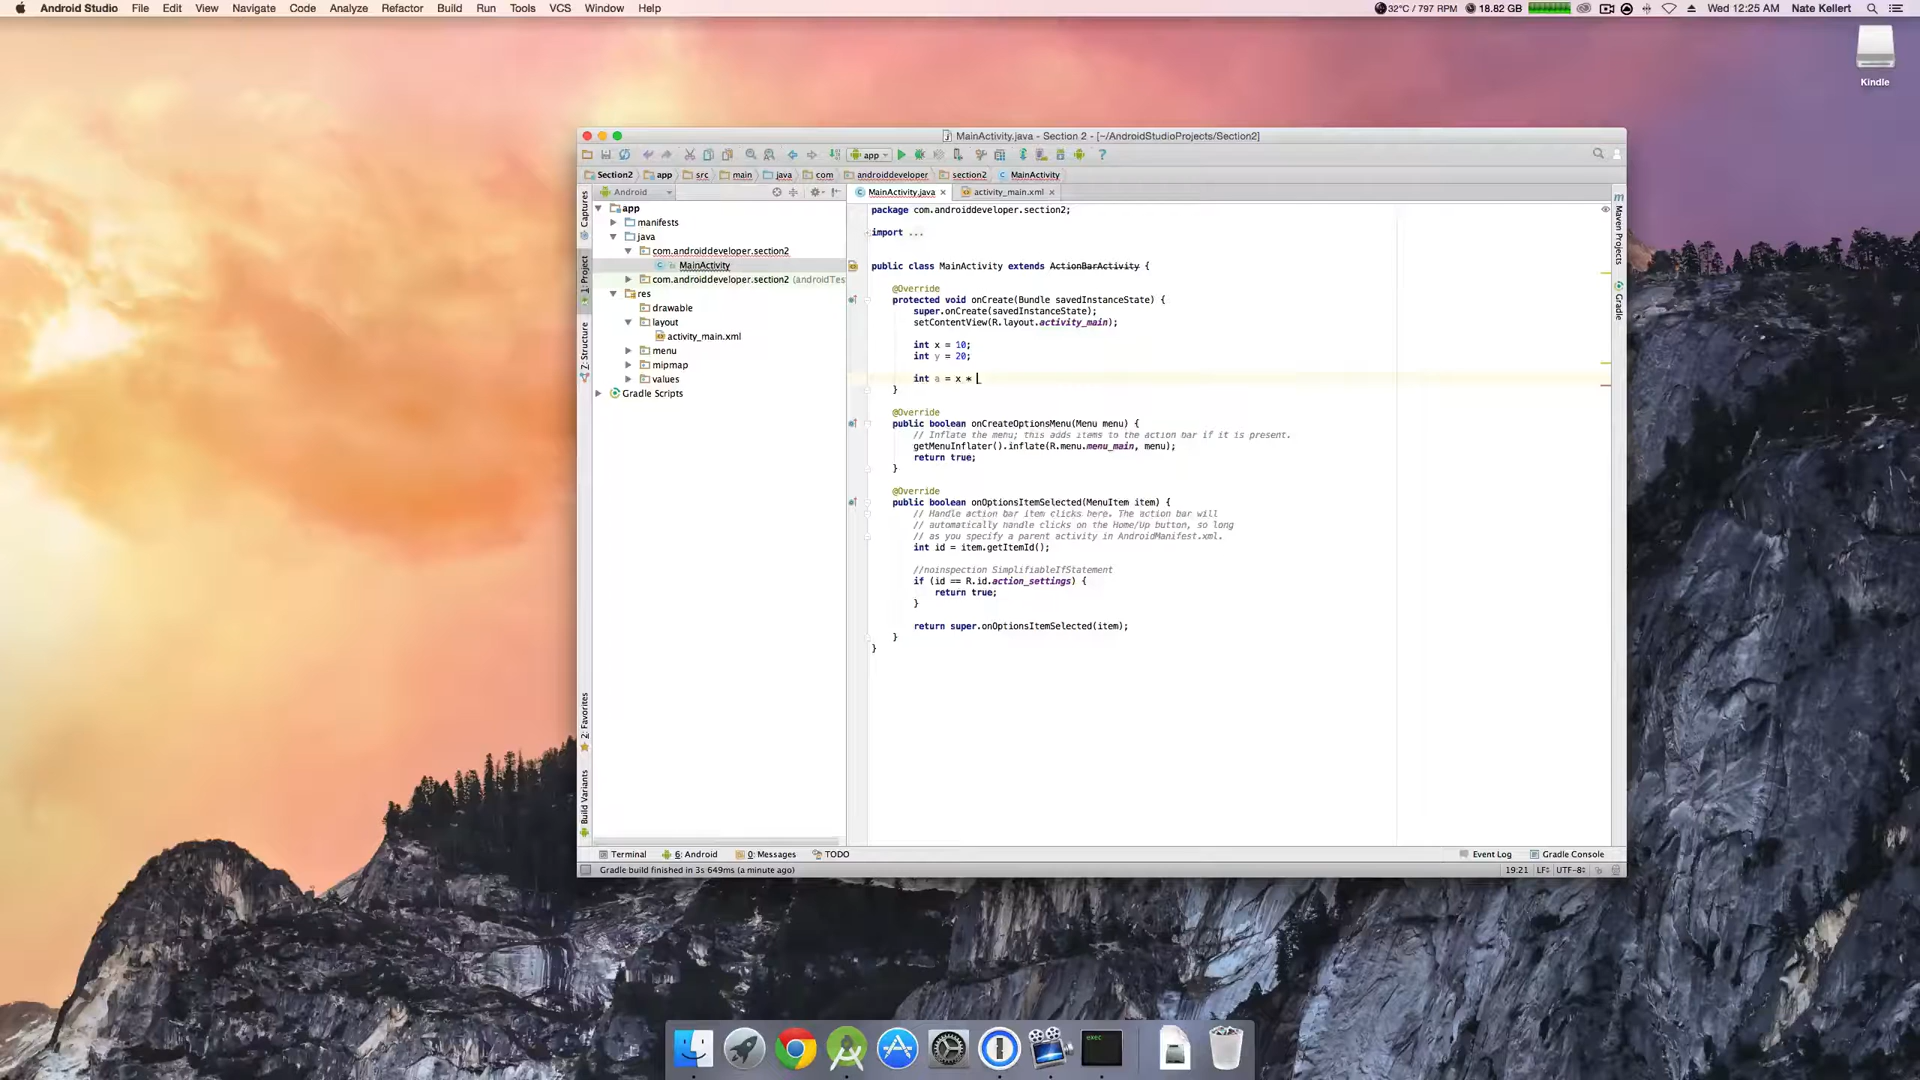 Android Studio File Edit View Navigate Code Analyze Refactor Build Run Tools VCS Window Help
32°C / 797 RPM 18.82 GB Wed 12:25 AM Nate Kellert
Kindle
MainActivity.java - Section 2 - [~/AndroidStudioProjects/Section2]
app
Section2 app src main java com androiddeveloper section2 MainActivity
Android
MainActivity.java activity_main.xml
Captures
1: Project
Z: Structure
2: Favorites
Build Variants
app
manifests
java
com.androiddeveloper.section2
MainActivity
com.androiddeveloper.section2 (androidTes
res
drawable
layout
activity_main.xml
menu
mipmap
values
Gradle Scripts
package com.androiddeveloper.section2;
import ...
public class MainActivity extends ActionBarActivity {
@Override
protected void onCreate(Bundle savedInstanceState) {
super.onCreate(savedInstanceState);
setContentView(R.layout.activity_main);
int x = 10;
int y = 20;
int a = x *
}
@Override
public boolean onCreateOptionsMenu(Menu menu) {
// Inflate the menu; this adds items to the action bar if it is present.
getMenuInflater().inflate(R.menu.menu_main, menu);
return true;
}
@Override
public boolean onOptionsItemSelected(MenuItem item) {
// Handle action bar item clicks here. The action bar will
// automatically handle clicks on the Home/Up button, so long
// as you specify a parent activity in AndroidManifest.xml.
int id = item.getItemId();
//noinspection SimplifiableIfStatement
if (id == R.id.action_settings) {
return true;
}
return super.onOptionsItemSelected(item);
}
}
Maven Projects
Gradle
Terminal 6: Android 0: Messages TODO Event Log Gradle Console
Gradle build finished in 3s 649ms (a minute ago) 19:21 LF UTF-8
exec